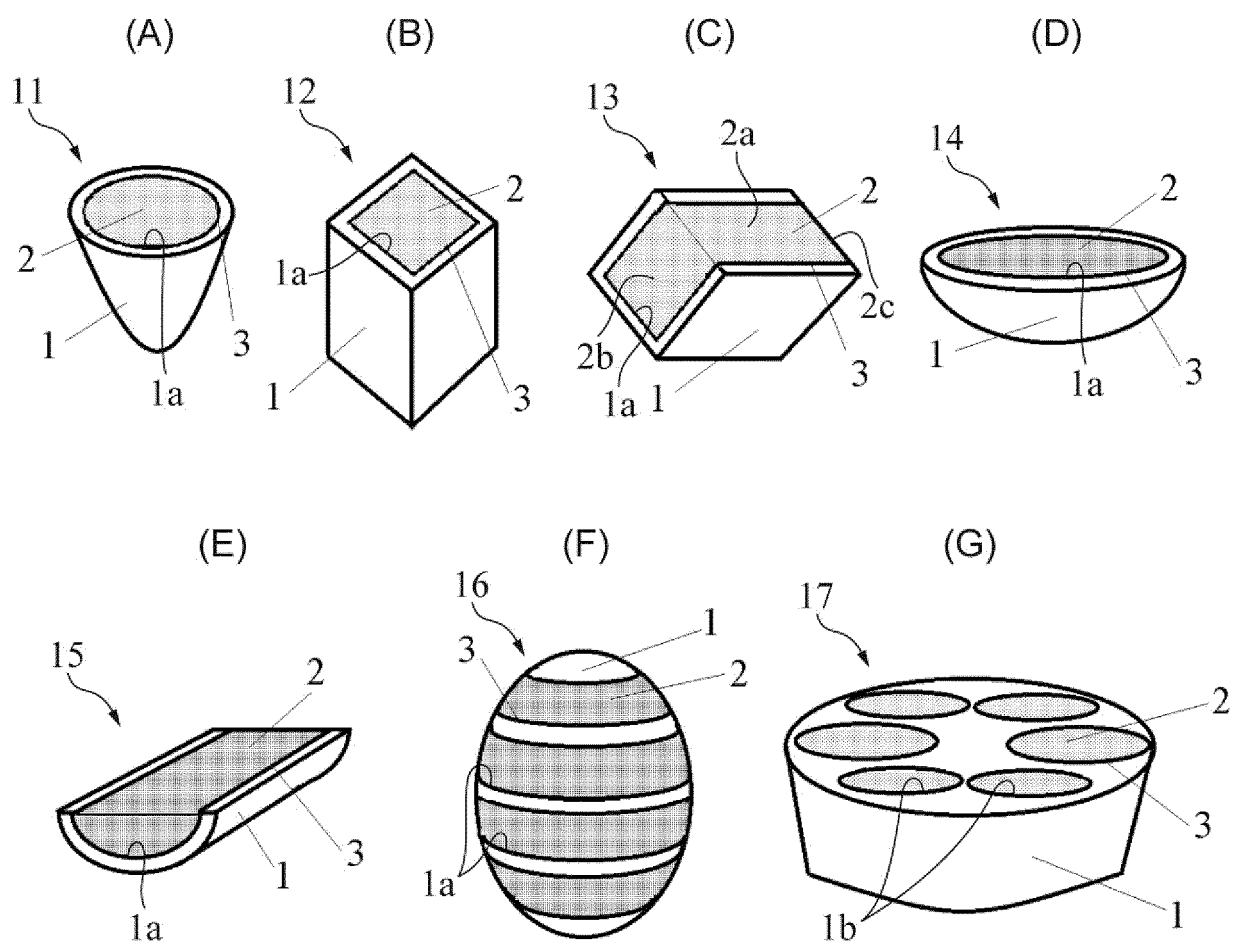 (A) (B) (C) (D)
11 12 13 14
2a
2 2 2
2 1a
1 3 1a 1 3 2b 1a 1 3 2c 1 1a 3
(E) (F) (G)
15 16 17
2 3 1 2 2
1a 1 3 1a 1b 3 1